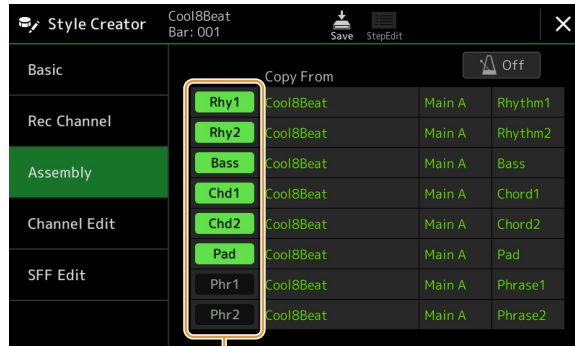 Style Creator
Cool8Beat
Bar: 001
Save
StepEdit
Basic
Rec Channel
Assembly
Channel Edit
SFF Edit
Copy From
Off
Rhy1 Cool8Beat Main A Rhythm1
Rhy2 Cool8Beat Main A Rhythm2
Bass Cool8Beat Main A Bass
Chd1 Cool8Beat Main A Chord1
Chd2 Cool8Beat Main A Chord2
Pad Cool8Beat Main A Pad
Phr1 Cool8Beat Main A Phrase1
Phr2 Cool8Beat Main A Phrase2